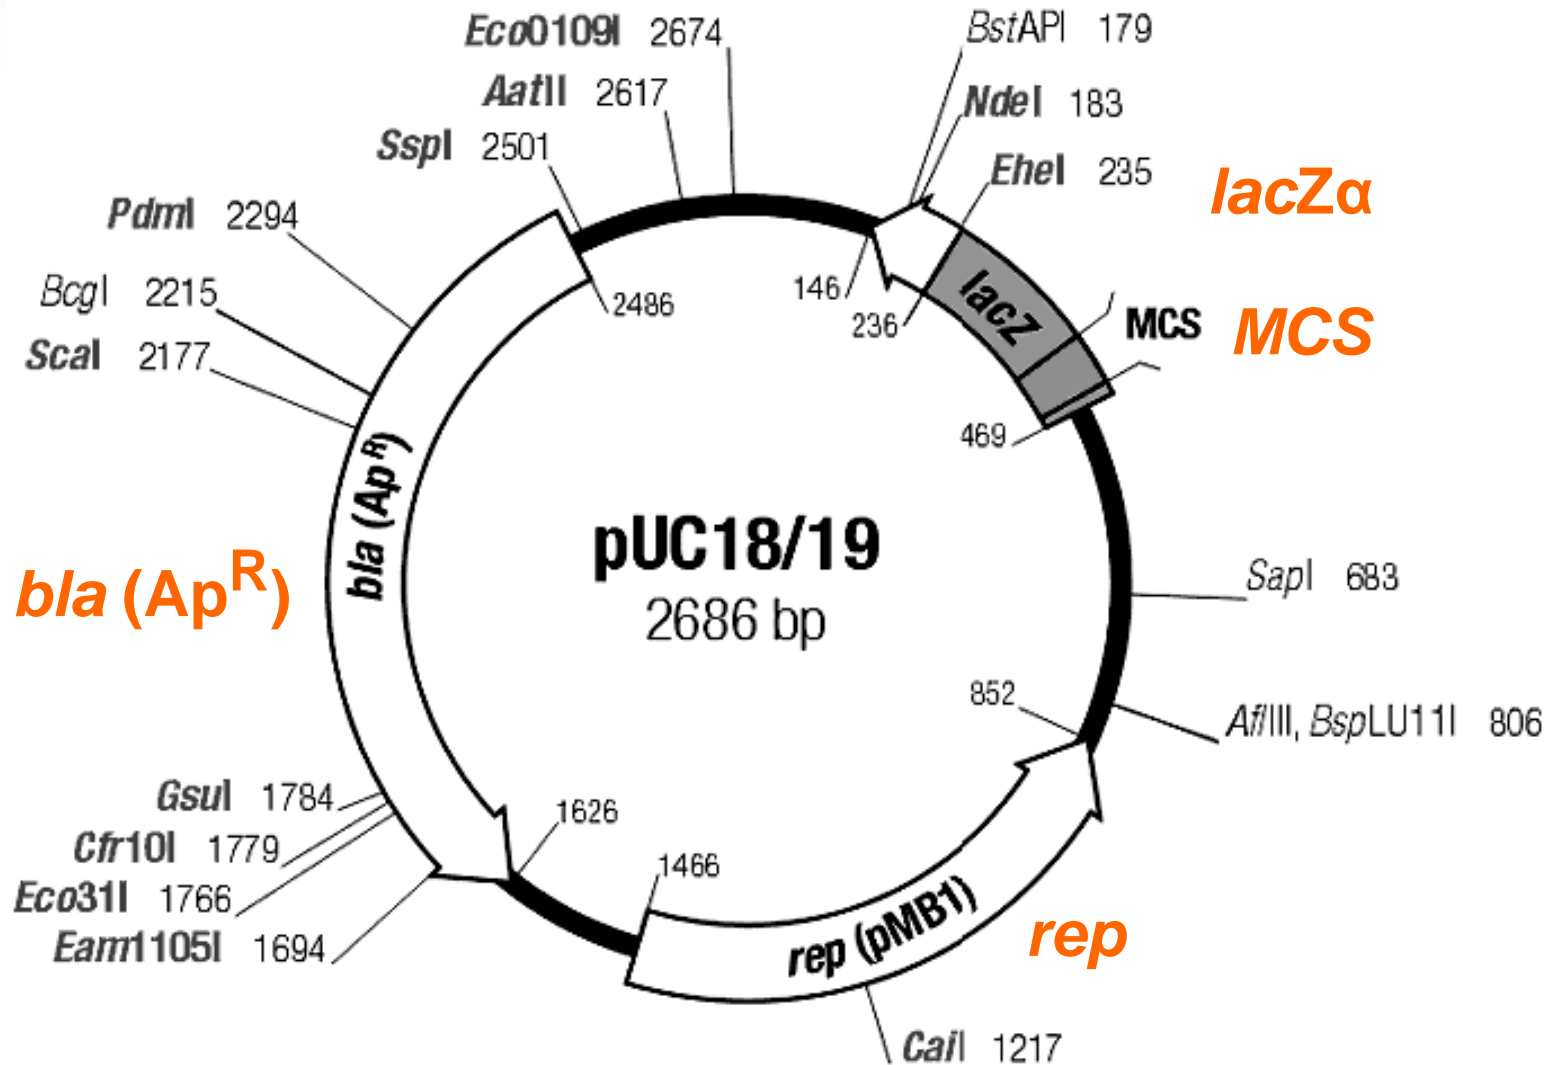 Eco0109I 2674
AatII 2617
SspI 2501
PdmI 2294
BcgI 2215
ScaI 2177
BstAPI 179
NdeI 183
EheI 235
lacZα
146
236
2486
lacZ
MCS
MCS
469
bla (Ap^R)
bla (Ap^R)
pUC18/19
2686 bp
SapI 683
852
AflIII, BspLU11I 806
GsuI 1784
Cfr10I 1779
Eco31I 1766
Eam1105I 1694
1626
1466
rep (pMB1)
rep
CaiI 1217